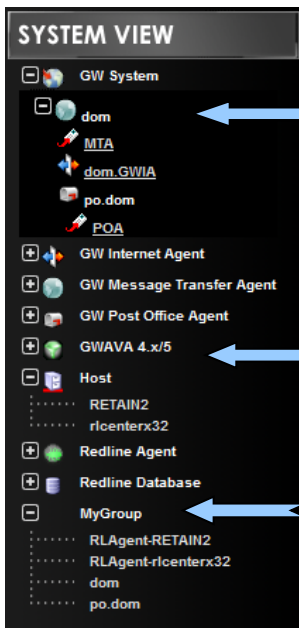 SYSTEM VIEW
GW System
dom
MTA
dom.GWIA
po.dom
POA
GW Internet Agent
GW Message Transfer Agent
GW Post Office Agent
GWAVA 4.x/5
Host
RETAIN2
rlcenterx32
Redline Agent
Redline Database
MyGroup
RLAgent-RETAIN2
RLAgent-rlcenterx32
dom
po.dom